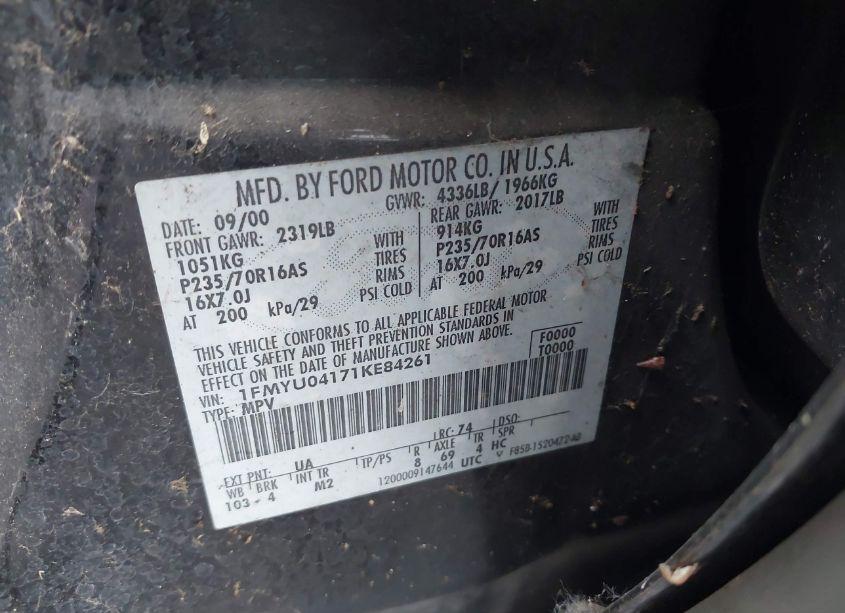 MFD. BY FORD MOTOR CO. IN U.S.A.
DATE: 09/00 GVWR: 4336LB/ 1966KG
FRONT GAWR: 2319LB REAR GAWR: 2017LB
1051KG WITH 914KG WITH
P235/70R16AS TIRES P235/70R16AS TIRES
16X7.0J RIMS 16X7.0J RIMS
AT 200 kPa/29 PSI COLD AT 200 kPa/29 PSI COLD
THIS VEHICLE CONFORMS TO ALL APPLICABLE FEDERAL MOTOR
VEHICLE SAFETY AND THEFT PREVENTION STANDARDS IN
EFFECT ON THE DATE OF MANUFACTURE SHOWN ABOVE.
VIN: 1FMYU04171KE84261 F0000
TYPE: MPV T0000
EXT PNT: UA RC: 74 DSO:
WB BRK INT TR TP/PS R AXLE TR SPR
103 - 4 M2 8 69 4 HC
1200009147644 UTC V F85B-1520472-AB